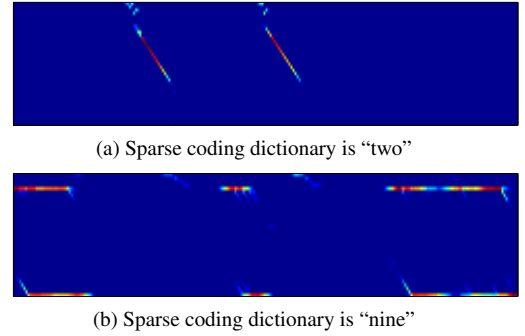 (a) Sparse coding dictionary is “two”
(b) Sparse coding dictionary is “nine”